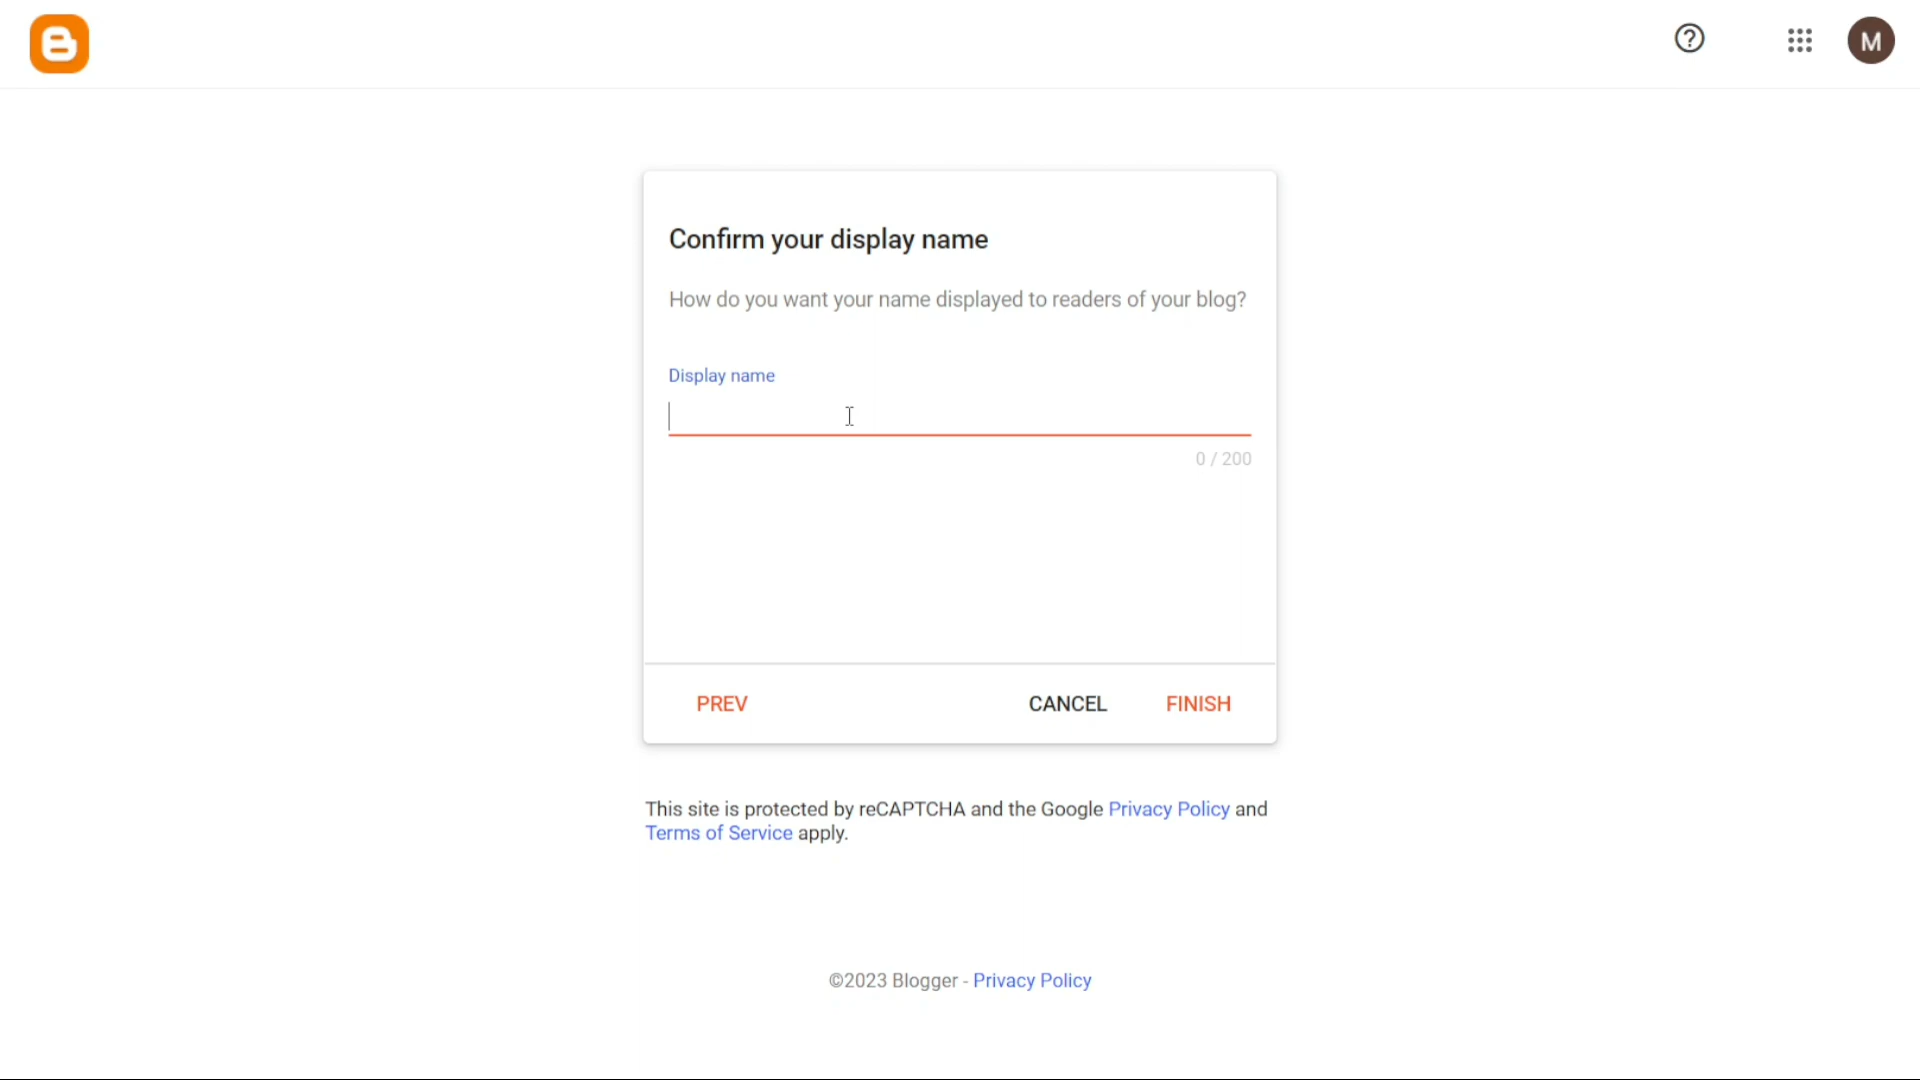 M
Confirm your display name
How do you want your name displayed to readers of your blog?
Display name
0 / 200
PREV CANCEL FINISH
This site is protected by reCAPTCHA and the Google Privacy Policy and
Terms of Service apply.
©2023 Blogger - Privacy Policy